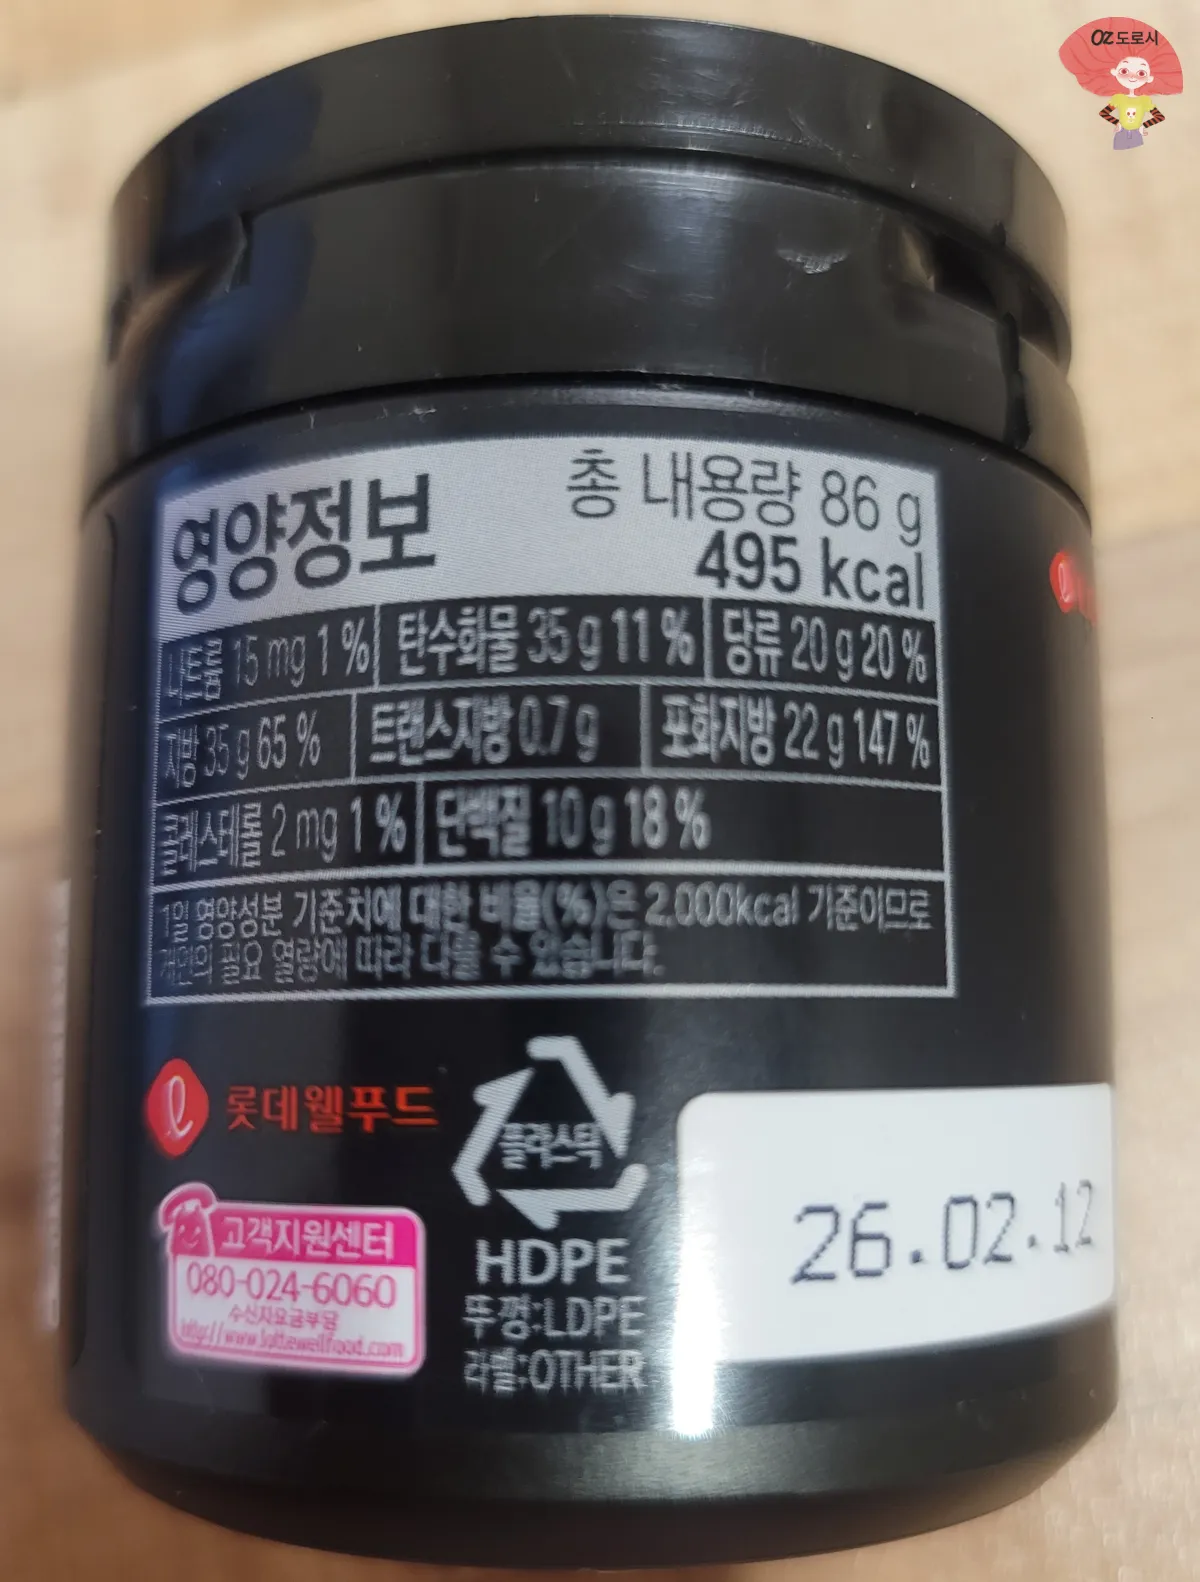 OZ도로시
영양정보
총 내용량 86 g
495 kcal
나트륨 15 mg 1 % 탄수화물 35 g 11 % 당류 20 g 20 %
지방 35 g 65 % 트랜스지방 0.7 g 포화지방 22 g 147 %
콜레스테롤 2 mg 1 % 단백질 10 g 18 %
1일 영양성분 기준치에 대한 비율(%)은 2,000kcal 기준이므로
개인의 필요 열량에 따라 다를 수 있습니다.
롯데웰푸드
플라스틱
HDPE
뚜껑:LDPE
라벨:OTHER
고객지원센터
080-024-6060
수신자요금부담
http://www.lottewellfood.com
26.02.12